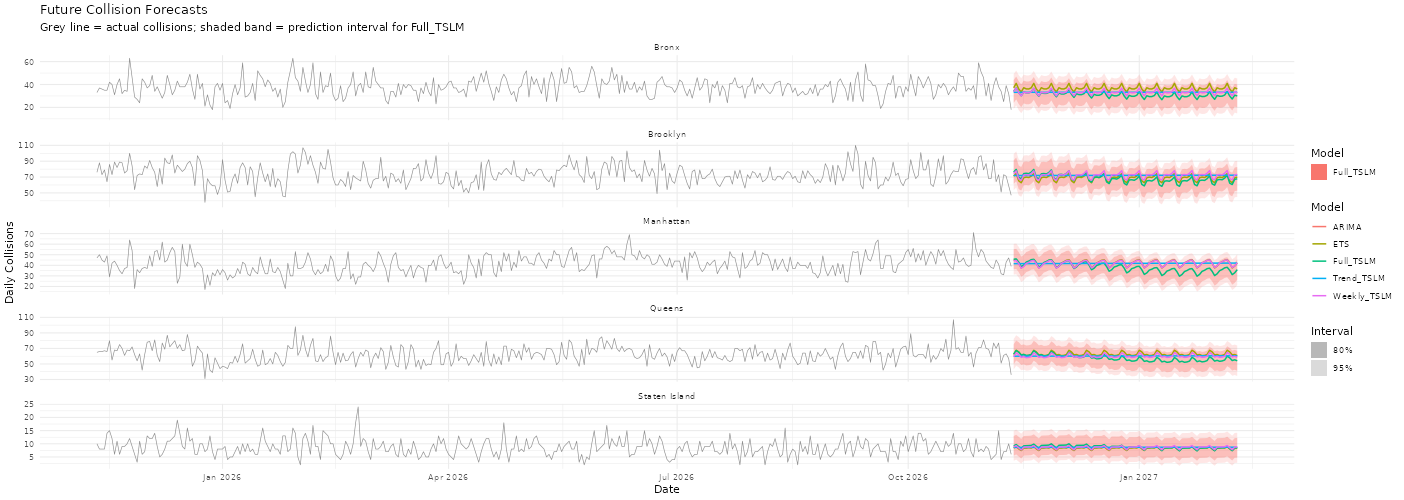 Future Collision Forecasts
Grey line = actual collisions; shaded band = prediction interval for Full_TSLM
Daily Collisions
Bronx
60
40
20
Brooklyn
110
90
70
50
Manhattan
70
60
50
40
30
20
Queens
110
90
70
50
30
Staten Island
25
20
15
10
5
Jan 2026
Apr 2026
Jul 2026
Oct 2026
Jan 2027
Date
Model
Full_TSLM
Model
ARIMA
ETS
Full_TSLM
Trend_TSLM
Weekly_TSLM
Interval
80%
95%